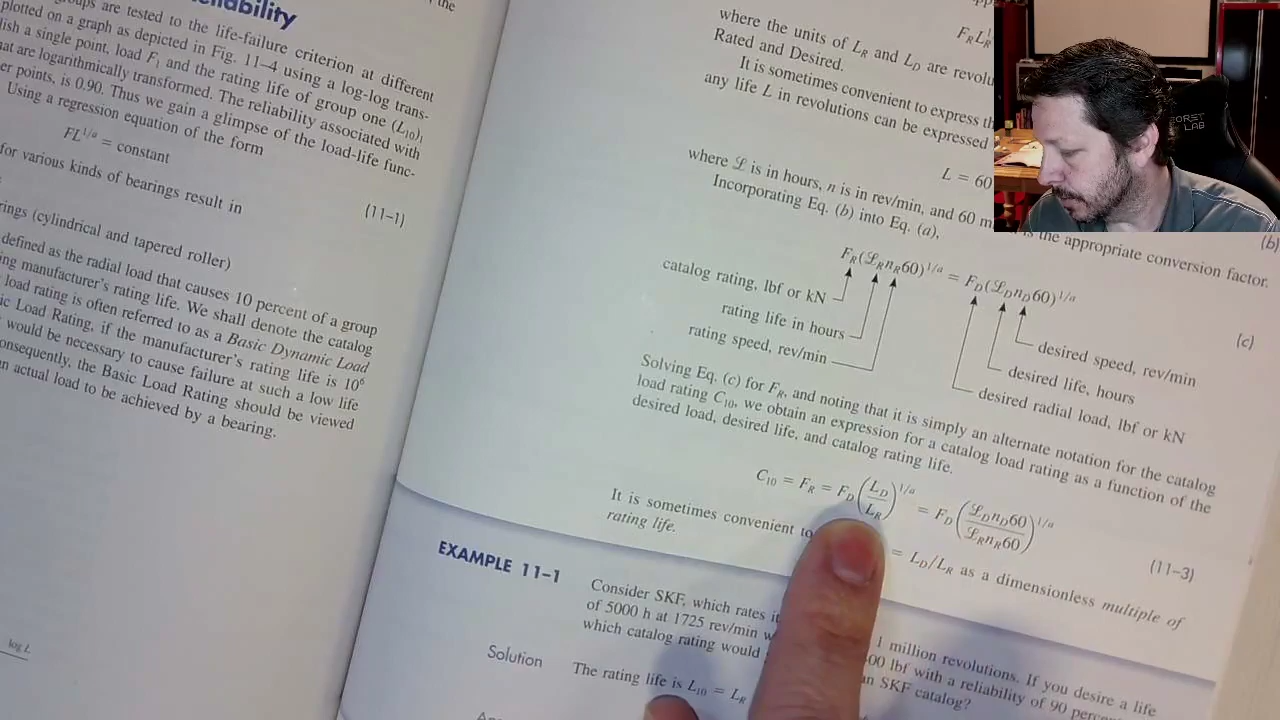 the
liability
groups are tested to the life-failure criterion at different
plotted on a graph as depicted in Fig. 11–4 using a log-log trans-
lish a single point, load F₁ and the rating life of group one (L₁₀),
hat are logarithmically transformed. The reliability associated with
er points, is 0.90. Thus we gain a glimpse of the load-life func-
Using a regression equation of the form
FL^1/a = constant
(11–1)
for various kinds of bearings result in
rings (cylindrical and tapered roller)
defined as the radial load that causes 10 percent of a group
ing manufacturer's rating life. We shall denote the catalog
load rating is often referred to as a Basic Dynamic Load
ic Load Rating, if the manufacturer's rating life is 10⁶
would be necessary to cause failure at such a low life
onsequently, the Basic Load Rating should be viewed
an actual load to be achieved by a bearing.
log L
F_R L_R
where the units of L_R and L_D are revolu
Rated and Desired.
It is sometimes convenient to express th
any life L in revolutions can be expressed
L = 60
(b)
where ℒ is in hours, n is in rev/min, and 60 m is the appropriate conversion factor.
Incorporating Eq. (b) into Eq. (a),
F_R(ℒ_R n_R 60)^1/a = F_D(ℒ_D n_D 60)^1/a
(c)
catalog rating, lbf or kN
rating life in hours
rating speed, rev/min
desired speed, rev/min
desired life, hours
desired radial load, lbf or kN
Solving Eq. (c) for F_R, and noting that it is simply an alternate notation for the catalog
load rating C₁₀, we obtain an expression for a catalog load rating as a function of the
desired load, desired life, and catalog rating life.
C₁₀ = F_R = F_D (L_D/L_R)^1/a = F_D (ℒ_D n_D 60/ℒ_R n_R 60)^1/a
(11–3)
It is sometimes convenient to = L_D/L_R as a dimensionless multiple of
rating life.
EXAMPLE 11–1
Consider SKF, which rates it 1 million revolutions. If you desire a life
of 5000 h at 1725 rev/min w 00 lbf with a reliability of 90 percen
which catalog rating would an SKF catalog?
Solution
The rating life is L₁₀ = L_R